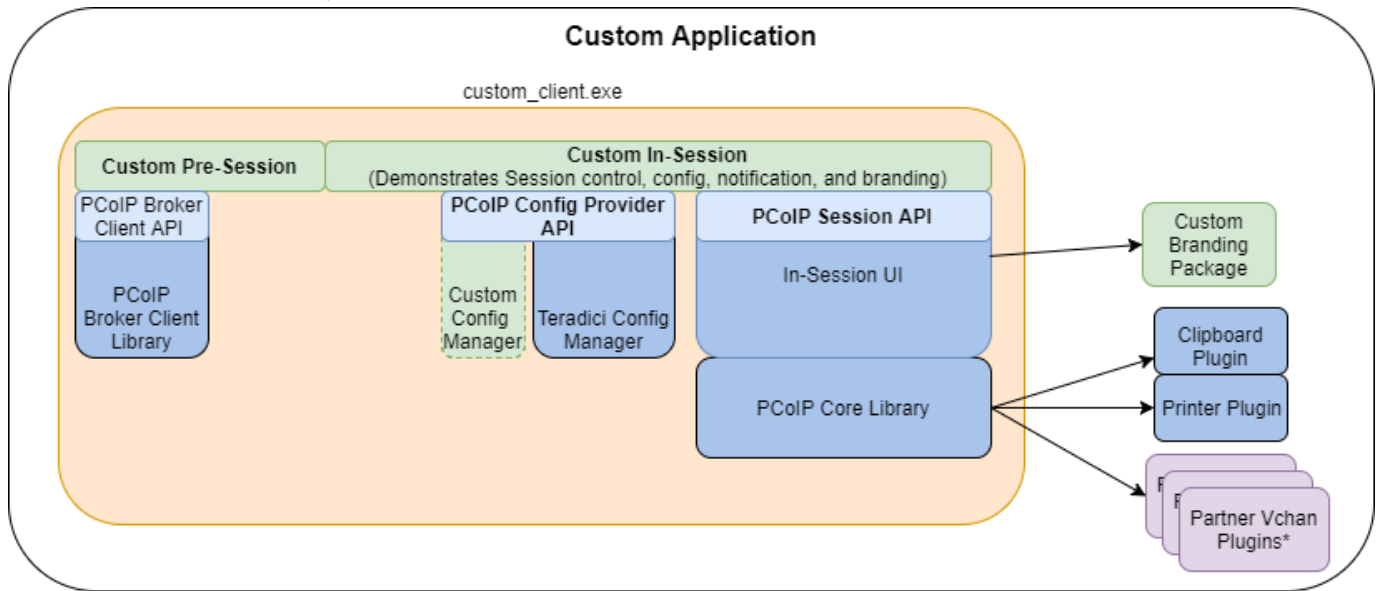 Custom Application
custom_client.exe
Custom Pre-Session
Custom In-Session
(Demonstrates Session control, config, notification, and branding)
PCoIP Broker
Client API
PCoIP
Broker Client
Library
PCoIP Config Provider
API
Custom
Config
Manager
Teradici Config
Manager
PCoIP Session API
In-Session UI
PCoIP Core Library
Custom
Branding
Package
Clipboard
Plugin
Printer Plugin
Partner Vchan
Plugins*